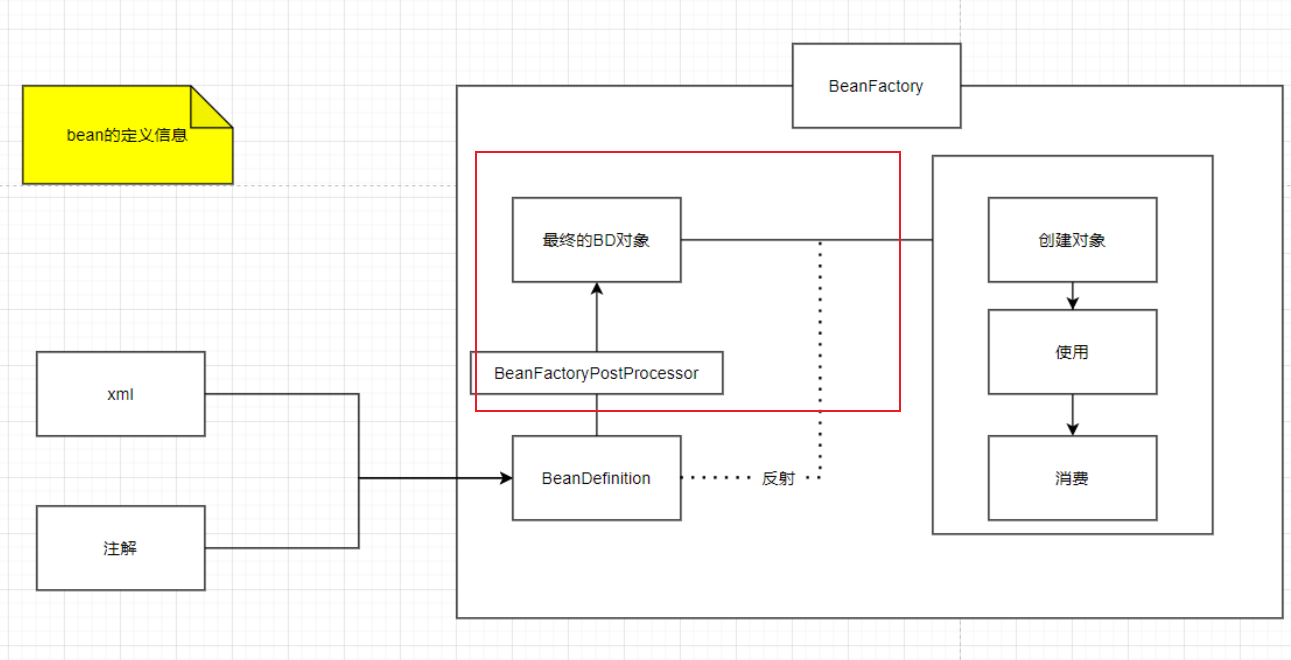 BeanFactory
bean的定义信息
最终的BD对象
创建对象
使用
BeanFactoryPostProcessor
xml
BeanDefinition
反射
消费
注解